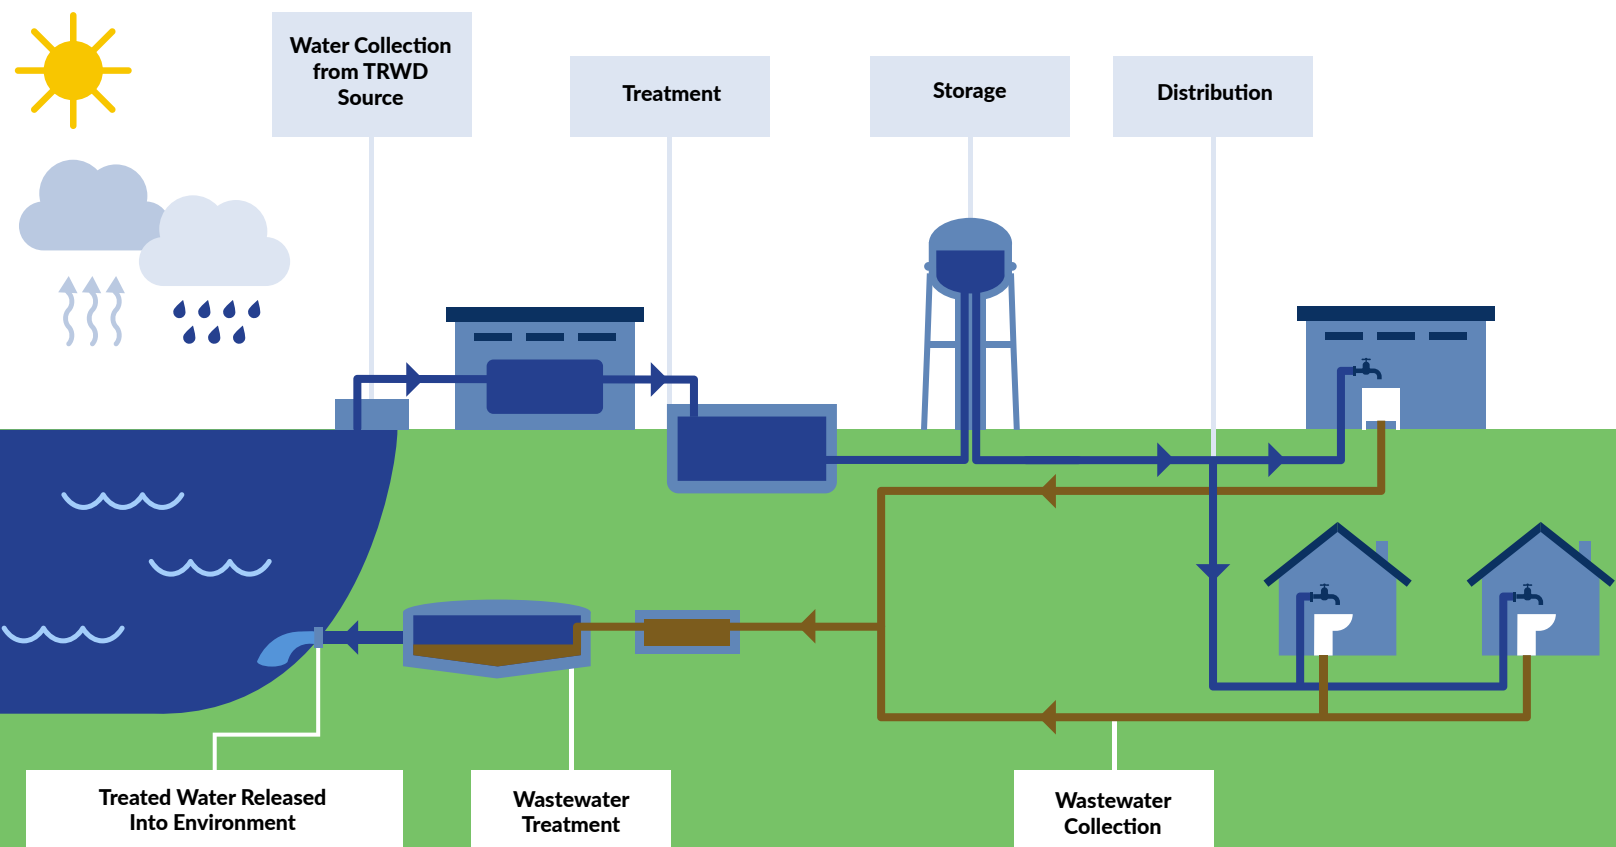 Water Collection
from TRWD
Source
Treatment
Storage
Distribution
Treated Water Released
Into Environment
Wastewater
Treatment
Wastewater
Collection